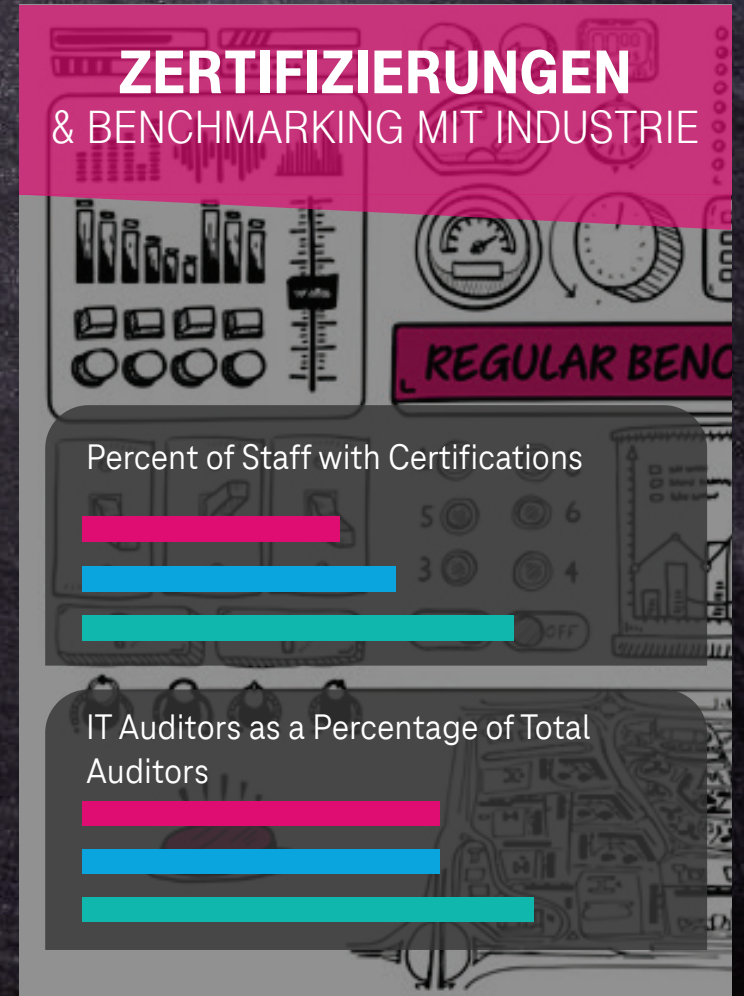 ZERTIFIZIERUNGEN
& BENCHMARKING MIT INDUSTRIE
REGULAR BENC
Percent of Staff with Certifications
5 6
3 4
OFF
IT Auditors as a Percentage of Total
Auditors